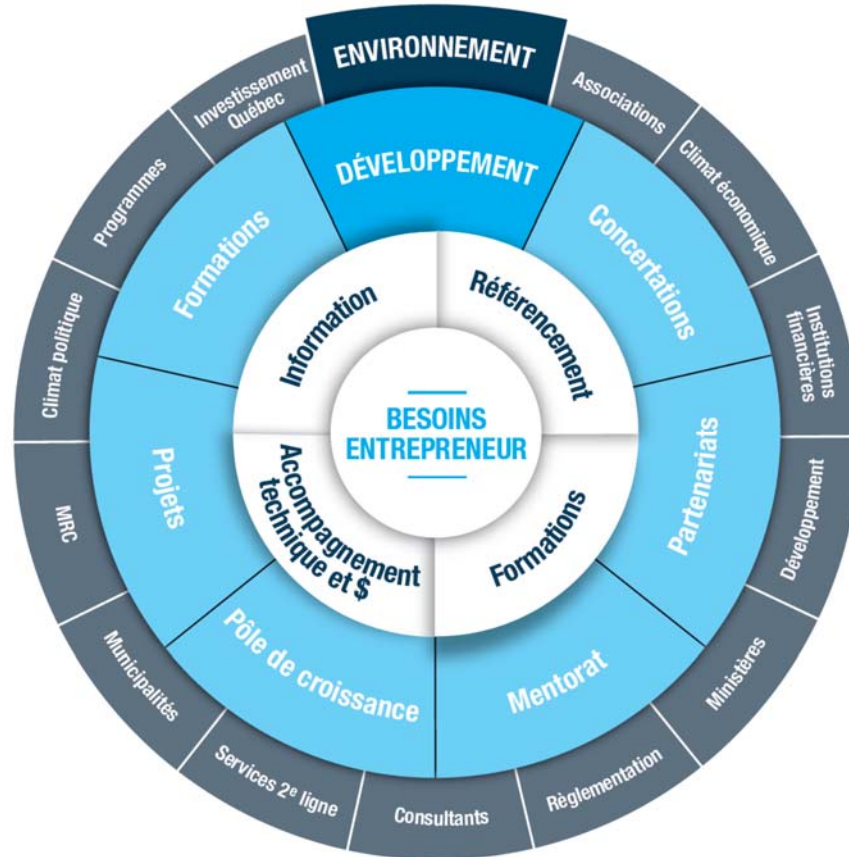 ENVIRONNEMENT
Associations
Climat économique
Institutions
financières
Développement
Ministères
Règlementation
Consultants
Services 2e ligne
Municipalités
MRC
Climat politique
Programmes
Investissement
Québec
DÉVELOPPEMENT
Concertations
Partenariats
Mentorat
Pôle de croissance
Projets
Formations
Information
Référencement
Formations
Accompagnement
technique et $
BESOINS
ENTREPRENEUR